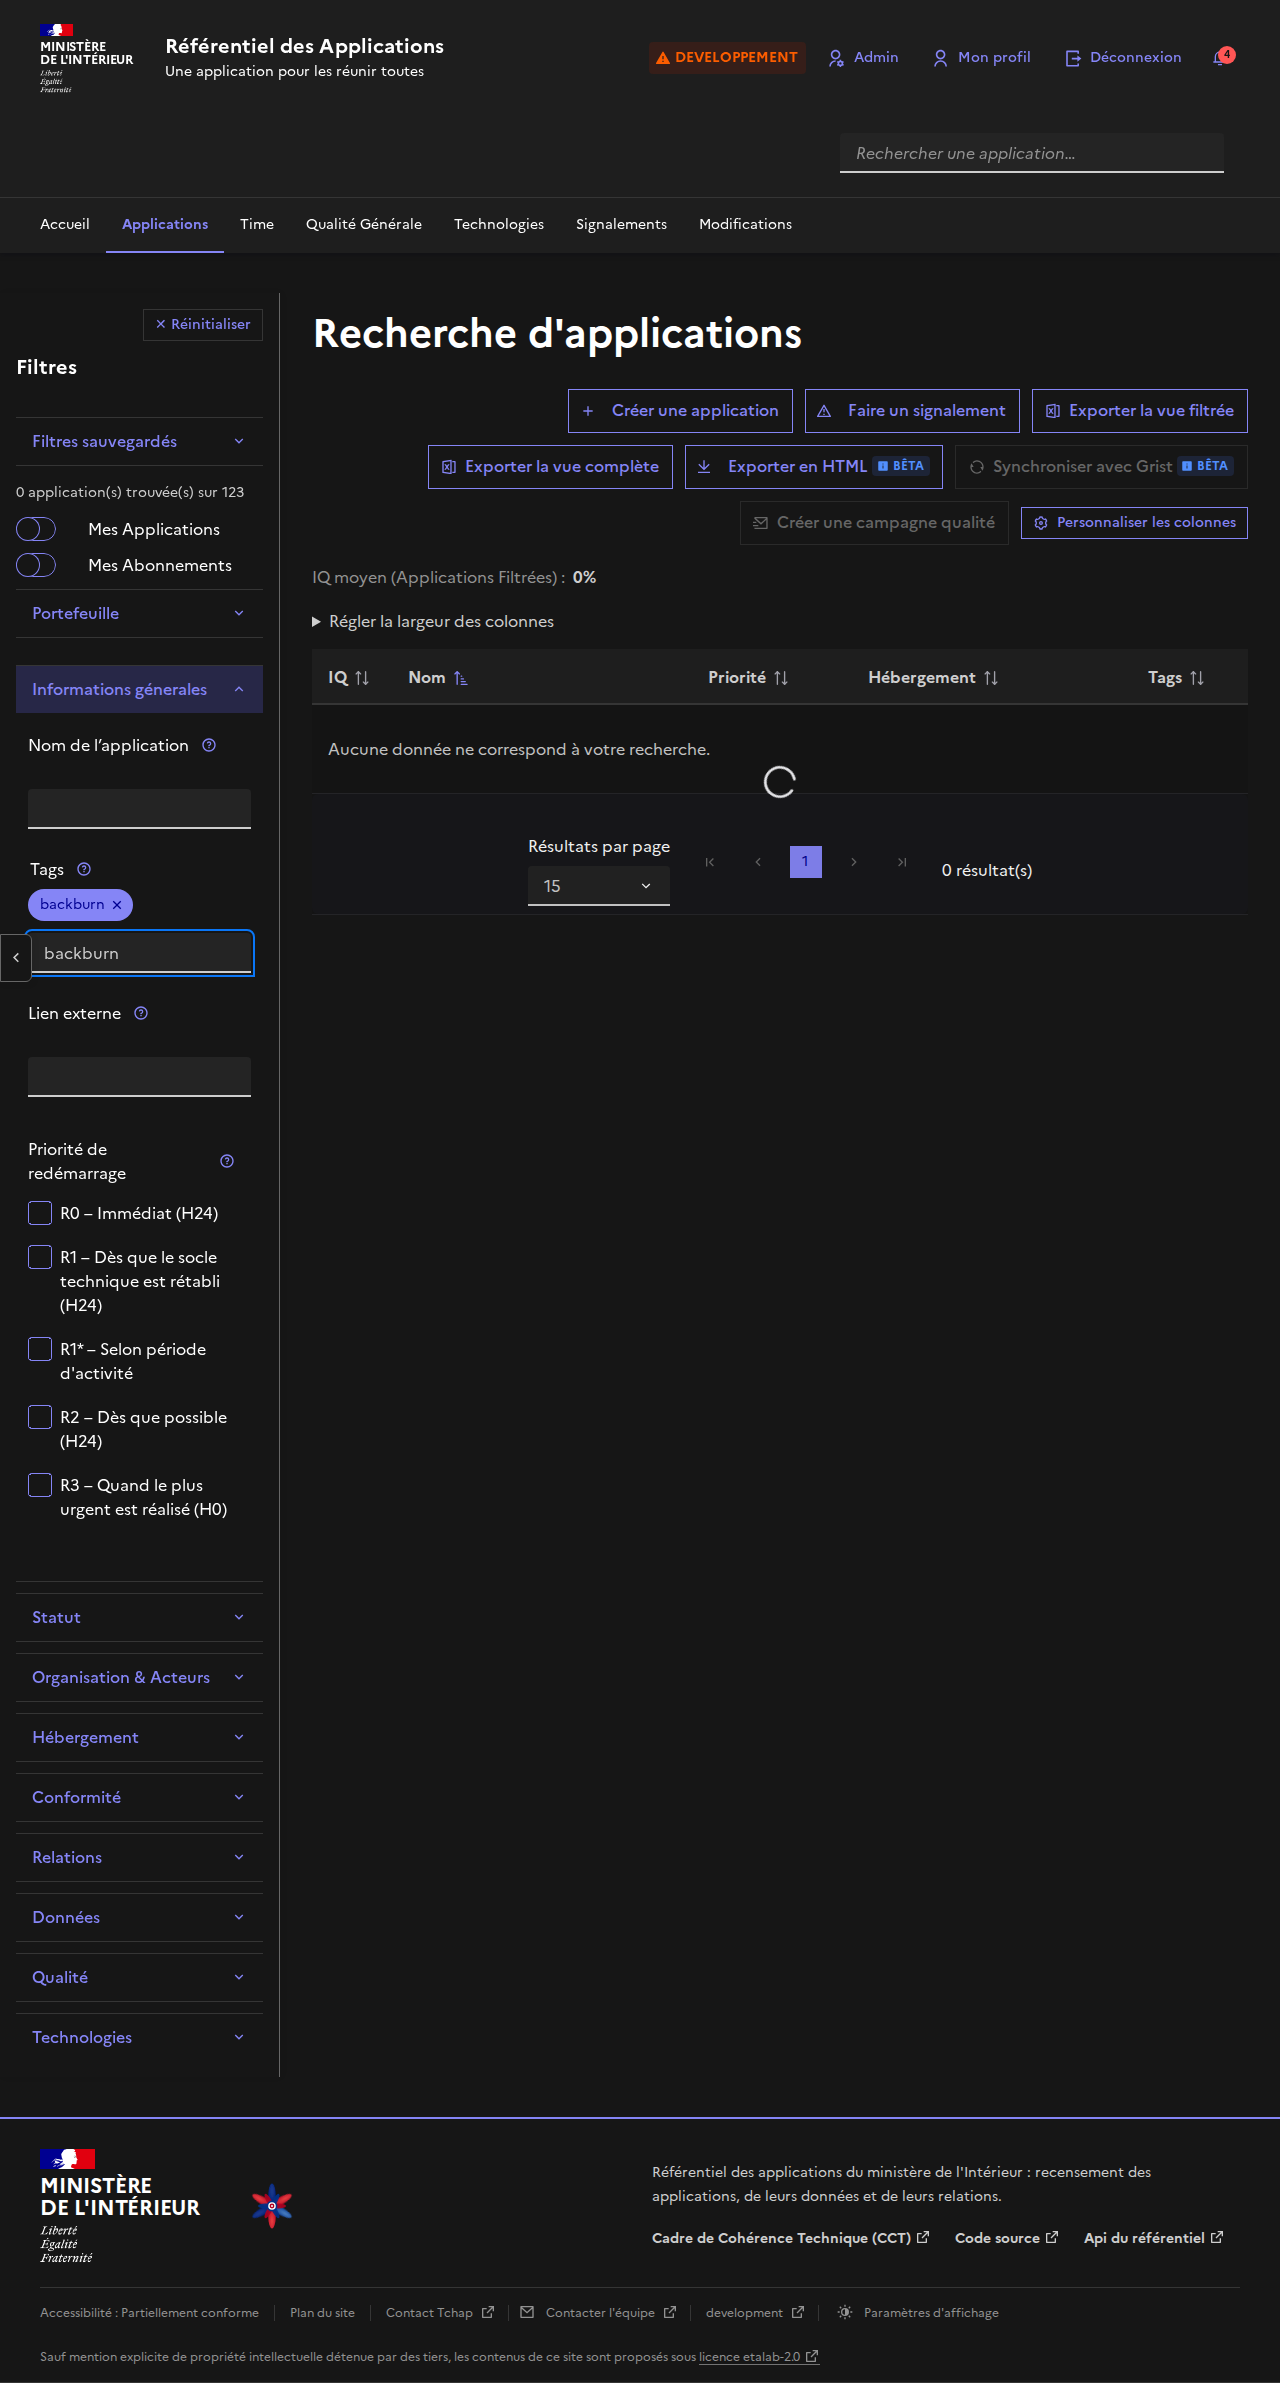 MINISTÈRE
DE L'INTÉRIEUR
Liberté
Égalité
Fraternité
Référentiel des Applications
Une application pour les réunir toutes
DEVELOPPEMENT
Admin
Mon profil
Déconnexion
4
Rechercher une application...
Accueil
Applications
Time
Qualité Générale
Technologies
Signalements
Modifications
Réinitialiser
Filtres
Filtres sauvegardés
0 application(s) trouvée(s) sur 123
Mes Applications
Mes Abonnements
Portefeuille
Informations génerales
Nom de l’application
Tags
backburn
backburn
Lien externe
Priorité de
redémarrage
R0 – Immédiat (H24)
R1 – Dès que le socle
technique est rétabli
(H24)
R1* – Selon période
d'activité
R2 – Dès que possible
(H24)
R3 – Quand le plus
urgent est réalisé (H0)
Statut
Organisation & Acteurs
Hébergement
Conformité
Relations
Données
Qualité
Technologies
Recherche d'applications
Créer une application
Faire un signalement
Exporter la vue filtrée
Exporter la vue complète
Exporter en HTML BÊTA
Synchroniser avec Grist BÊTA
Créer une campagne qualité
Personnaliser les colonnes
IQ moyen (Applications Filtrées) : 0%
Régler la largeur des colonnes
IQ
Nom
Priorité
Hébergement
Tags
Aucune donnée ne correspond à votre recherche.
Résultats par page
15
1
0 résultat(s)
MINISTÈRE
DE L'INTÉRIEUR
Liberté
Égalité
Fraternité
Référentiel des applications du ministère de l'Intérieur : recensement des
applications, de leurs données et de leurs relations.
Cadre de Cohérence Technique (CCT)
Code source
Api du référentiel
Accessibilité : Partiellement conforme
Plan du site
Contact Tchap
Contacter l'équipe
development
Paramètres d'affichage
Sauf mention explicite de propriété intellectuelle détenue par des tiers, les contenus de ce site sont proposés sous licence etalab-2.0